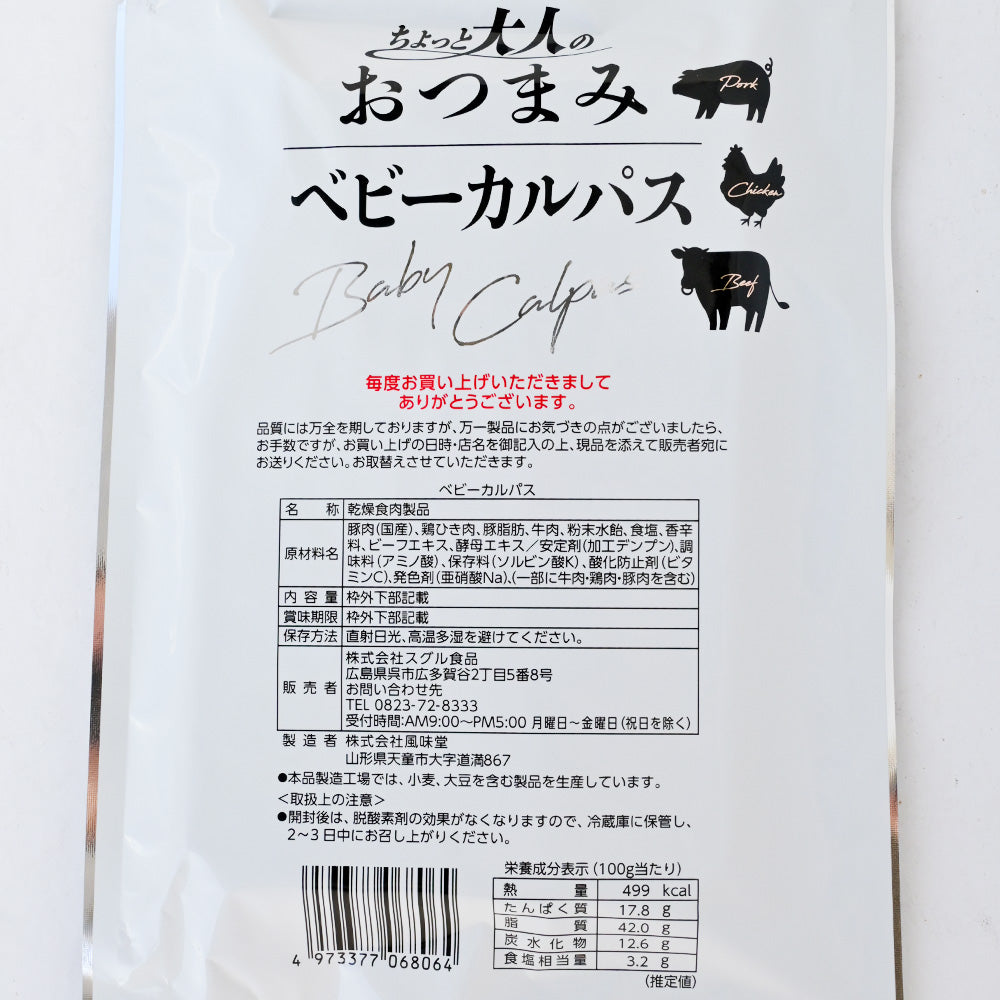 ちょっと大人の
おつまみ
Pork
ベビーカルパス
Chicken
Baby Calpas
Beef
毎度お買い上げいただきまして
ありがとうございます。
品質には万全を期しておりますが、万一製品にお気づきの点がございましたら、
お手数ですが、お買い上げの日時・店名を御記入の上、現品を添えて販売者宛に
お送りください。お取替えさせていただきます。
ベビーカルパス
名 称 乾燥食肉製品
原材料名 豚肉(国産)、鶏ひき肉、豚脂肪、牛肉、粉末水飴、食塩、香辛
料、ビーフエキス、酵母エキス/安定剤(加工デンプン)、調
味料(アミノ酸)、保存料(ソルビン酸K)、酸化防止剤(ビタ
ミンC)、発色剤(亜硝酸Na)、(一部に牛肉・鶏肉・豚肉を含む)
内容量 枠外下部記載
賞味期限 枠外下部記載
保存方法 直射日光、高温多湿を避けてください。
販売者 株式会社スグル食品
広島県呉市広多賀谷2丁目5番8号
お問い合わせ先
TEL 0823-72-8333
受付時間:AM9:00～PM5:00 月曜日～金曜日(祝日を除く)
製造者 株式会社風味堂
山形県天童市大字道満867
●本品製造工場では、小麦、大豆を含む製品を生産しています。
＜取扱上の注意＞
●開封後は、脱酸素剤の効果がなくなりますので、冷蔵庫に保管し、
2～3日中にお召し上がりください。
栄養成分表示(100g当たり)
熱量 499 kcal
たんぱく質 17.8 g
脂質 42.0 g
炭水化物 12.6 g
食塩相当量 3.2 g
(推定値)
4 973377 068064